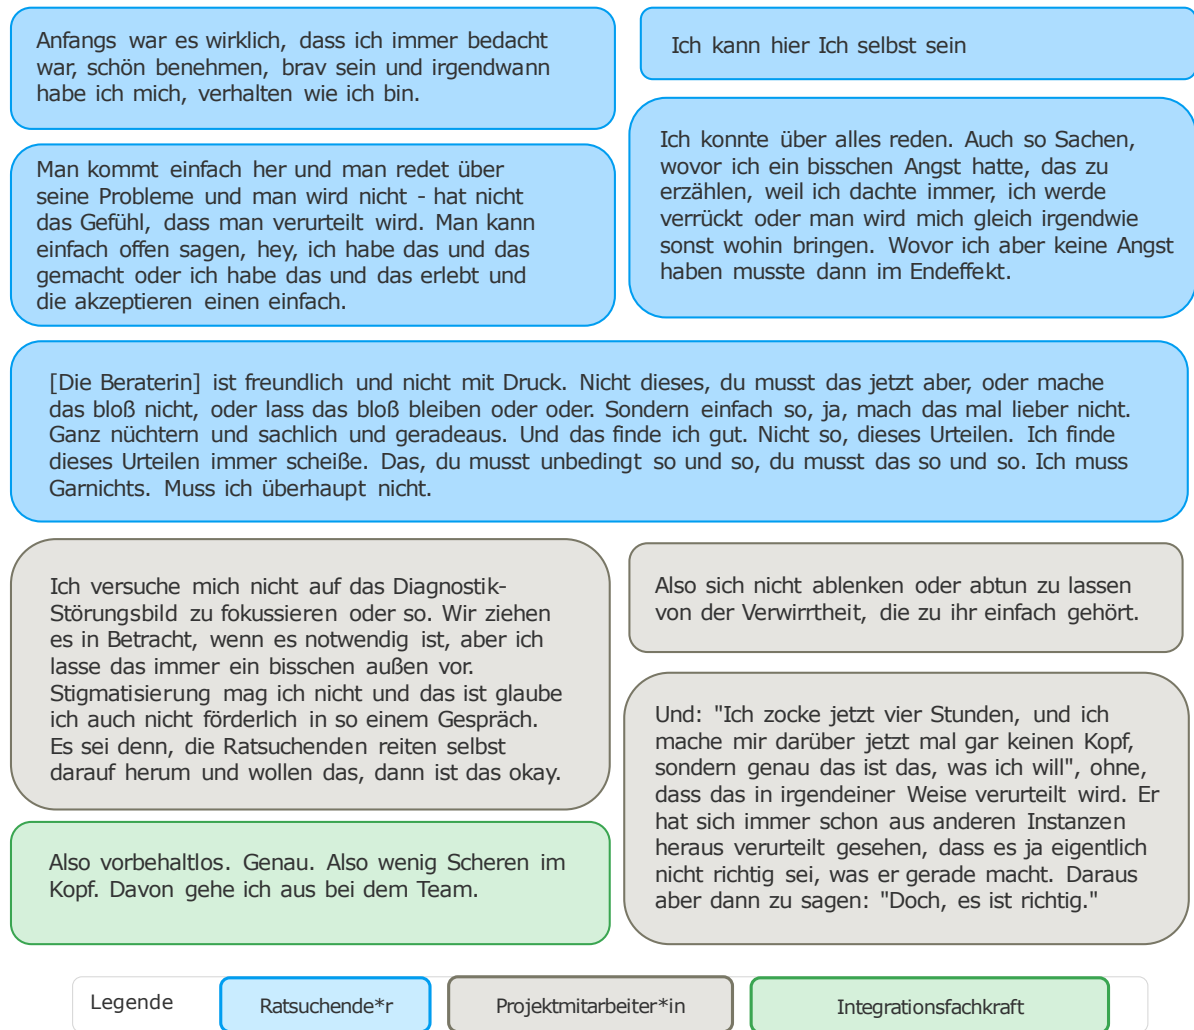 Anfangs war es wirklich, dass ich immer bedacht
war, schön benehmen, brav sein und irgendwann
habe ich mich, verhalten wie ich bin.
Ich kann hier Ich selbst sein
Man kommt einfach her und man redet über
seine Probleme und man wird nicht - hat nicht
das Gefühl, dass man verurteilt wird. Man kann
einfach offen sagen, hey, ich habe das und das
gemacht oder ich habe das und das erlebt und
die akzeptieren einen einfach.
Ich konnte über alles reden. Auch so Sachen,
wovor ich ein bisschen Angst hatte, das zu
erzählen, weil ich dachte immer, ich werde
verrückt oder man wird mich gleich irgendwie
sonst wohin bringen. Wovor ich aber keine Angst
haben musste dann im Endeffekt.
[Die Beraterin] ist freundlich und nicht mit Druck. Nicht dieses, du musst das jetzt aber, oder mache
das bloß nicht, oder lass das bloß bleiben oder oder. Sondern einfach so, ja, mach das mal lieber nicht.
Ganz nüchtern und sachlich und geradeaus. Und das finde ich gut. Nicht so, dieses Urteilen. Ich finde
dieses Urteilen immer scheiße. Das, du musst unbedingt so und so, du musst das so und so. Ich muss
Garnichts. Muss ich überhaupt nicht.
Ich versuche mich nicht auf das Diagnostik-
Störungsbild zu fokussieren oder so. Wir ziehen
es in Betracht, wenn es notwendig ist, aber ich
lasse das immer ein bisschen außen vor.
Stigmatisierung mag ich nicht und das ist glaube
ich auch nicht förderlich in so einem Gespräch.
Es sei denn, die Ratsuchenden reiten selbst
darauf herum und wollen das, dann ist das okay.
Also sich nicht ablenken oder abtun zu lassen
von der Verwirrtheit, die zu ihr einfach gehört.
Und: "Ich zocke jetzt vier Stunden, und ich
mache mir darüber jetzt mal gar keinen Kopf,
sondern genau das ist das, was ich will", ohne,
dass das in irgendeiner Weise verurteilt wird. Er
hat sich immer schon aus anderen Instanzen
heraus verurteilt gesehen, dass es ja eigentlich
nicht richtig sei, was er gerade macht. Daraus
aber dann zu sagen: "Doch, es ist richtig."
Also vorbehaltlos. Genau. Also wenig Scheren im
Kopf. Davon gehe ich aus bei dem Team.
Legende
Ratsuchende*r
Projektmitarbeiter*in
Integrationsfachkraft